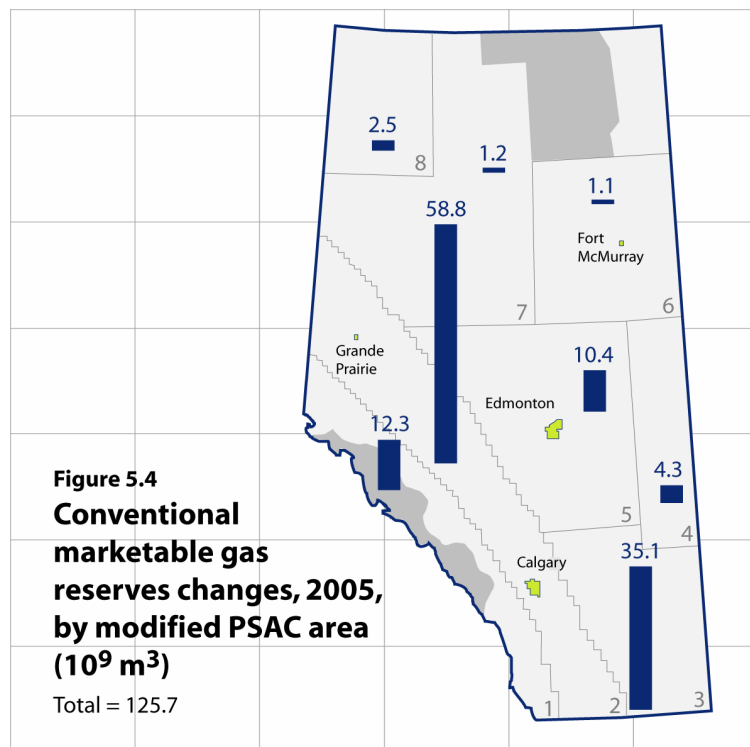 2.5
1.2
8
1.1
58.8
Fort
McMurray
7
6
Grande
Prairie
10.4
Edmonton
12.3
4.3
5
4
35.1
Calgary
1
2
3
Figure 5.4
Conventional
marketable gas
reserves changes, 2005,
by modified PSAC area
(10⁹ m³)
Total = 125.7